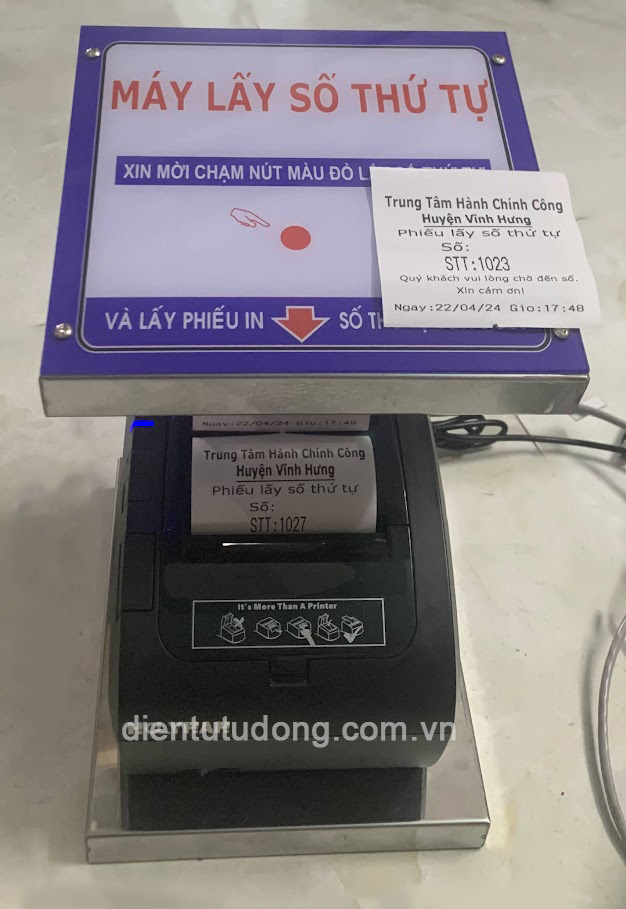 MÁY LẤY SỐ THỨ TỰ
XIN MỜI CHẠM NÚT MÀU ĐỎ
Trung Tâm Hành Chính Công
Huyện Vĩnh Hưng
Phiếu lấy số thứ tự
Số:
STT:1023
Quý khách vui lòng chờ đến số.
Xin cảm ơn!
Ngay:22/04/24 Gio:17:48
VÀ LẤY PHIẾU IN SỐ
Ngay:22/04/24 Gio:17:48
Trung Tâm Hành Chính Công
Huyện Vĩnh Hưng
Phiếu lấy số thứ tự
Số:
STT:1027
It's More Than A Printer
dientutudong.com.vn